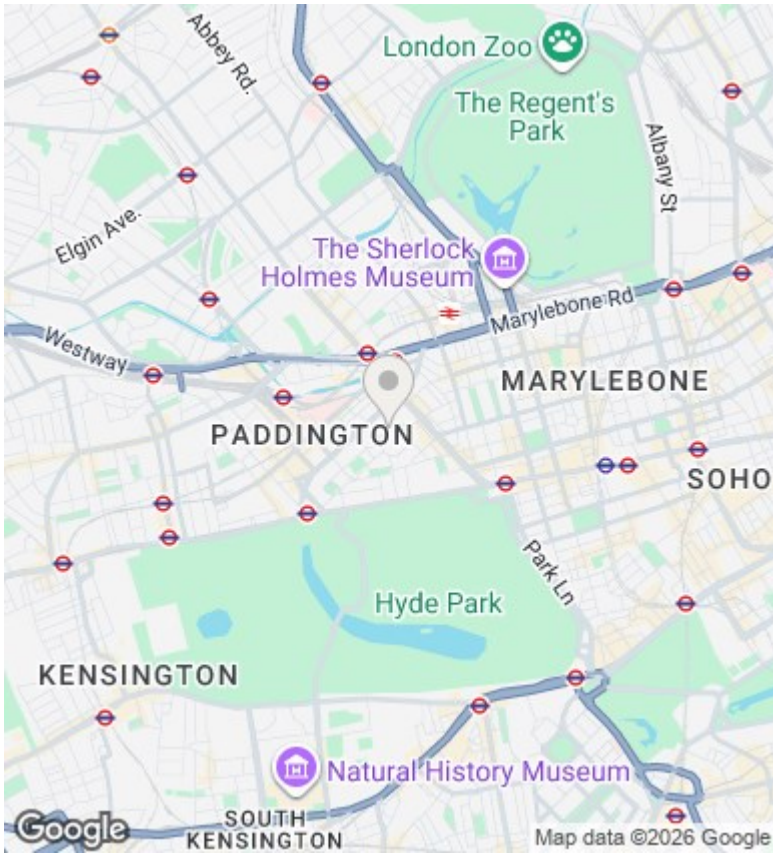 Abbey Rd.
London Zoo
The Regent's
Park
Albany St
Elgin Ave.
The Sherlock
Holmes Museum
Marylebone Rd
Westway
MARYLEBONE
PADDINGTON
SOHO
Park Ln
Hyde Park
KENSINGTON
Natural History Museum
SOUTH
KENSINGTON
Google
Map data ©2026 Google